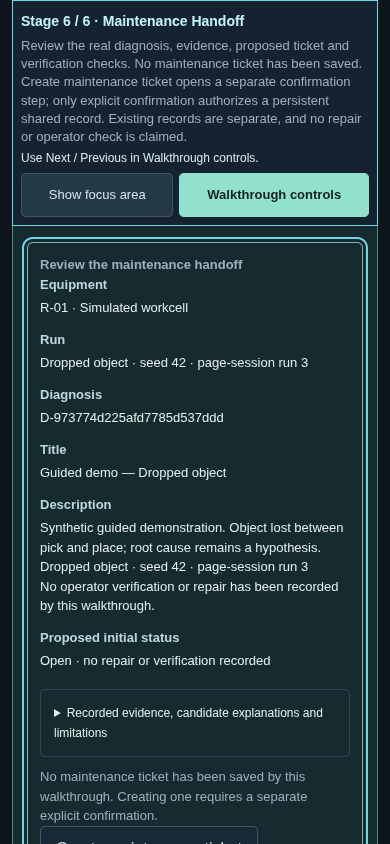 Stage 6 / 6 · Maintenance Handoff
Review the real diagnosis, evidence, proposed ticket and
verification checks. No maintenance ticket has been saved.
Create maintenance ticket opens a separate confirmation
step; only explicit confirmation authorizes a persistent
shared record. Existing records are separate, and no repair
or operator check is claimed.
Use Next / Previous in Walkthrough controls.
Show focus area
Walkthrough controls
Review the maintenance handoff
Equipment
R-01 · Simulated workcell
Run
Dropped object · seed 42 · page-session run 3
Diagnosis
D-973774d225afd7785d537ddd
Title
Guided demo — Dropped object
Description
Synthetic guided demonstration. Object lost between
pick and place; root cause remains a hypothesis.
Dropped object · seed 42 · page-session run 3
No operator verification or repair has been recorded
by this walkthrough.
Proposed initial status
Open · no repair or verification recorded
▶ Recorded evidence, candidate explanations and
limitations
No maintenance ticket has been saved by this
walkthrough. Creating one requires a separate
explicit confirmation.